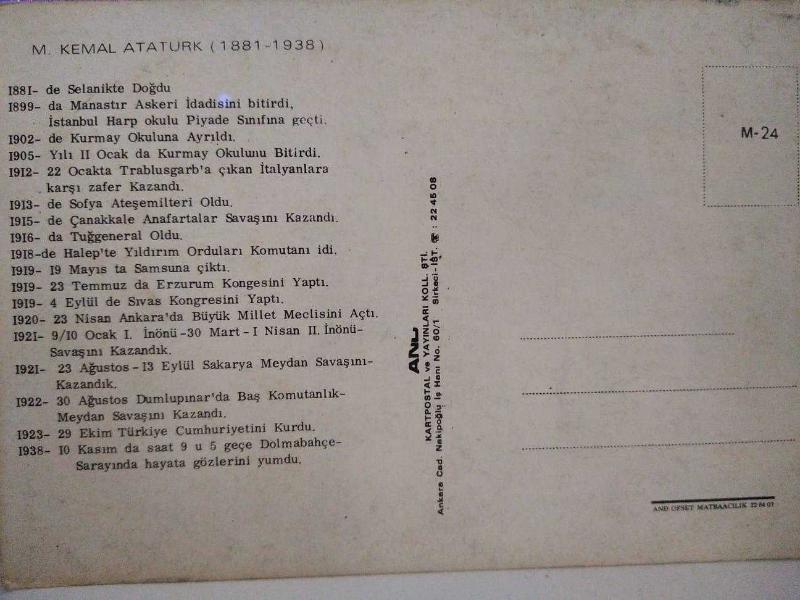 M. KEMAL ATATÜRK (1881-1938)
1881- de Selanikte Doğdu
1899- da Manastır Askeri İdadisini bitirdi,
İstanbul Harp okulu Piyade Sınıfına geçti.
1902- de Kurmay Okuluna Ayrıldı.
1905- Yılı II Ocak da Kurmay Okulunu Bitirdi.
1912- 22 Ocakta Trablusgarb'a çıkan İtalyanlara
karşı zafer Kazandı.
1913- de Sofya Ateşemilteri Oldu.
1915- de Çanakkale Anafartalar Savaşını Kazandı.
1916- da Tuğgeneral Oldu.
1918-de Halep'te Yıldırım Orduları Komutanı idi.
1919- 19 Mayıs ta Samsuna çıktı.
1919- 23 Temmuz da Erzurum Kongesini Yaptı.
1919- 4 Eylül de Sıvas Kongresini Yaptı.
1920- 23 Nisan Ankara'da Büyük Millet Meclisini Açtı.
1921- 9/10 Ocak I. İnönü-30 Mart-I Nisan II. İnönü-
Savaşını Kazandık.
1921- 23 Ağustos-13 Eylül Sakarya Meydan Savaşını-
Kazandık.
1922- 30 Ağustos Dumlupınar'da Baş Komutanlık-
Meydan Savaşını Kazandı.
1923- 29 Ekim Türkiye Cumhuriyetini Kurdu.
1938- 10 Kasım da saat 9 u 5 geçe Dolmabahçe-
Sarayında hayata gözlerini yumdu.
AND
KARTPOSTAL ve YAYINLARI KOLL. ŞTİ.
Ankara Cad. Nakipoğlu İş Hanı No. 60/1 Sirkeci-İST. ☎ : 22 45 08
M-24
AND OFSET MATBAACILIK 22 64 07